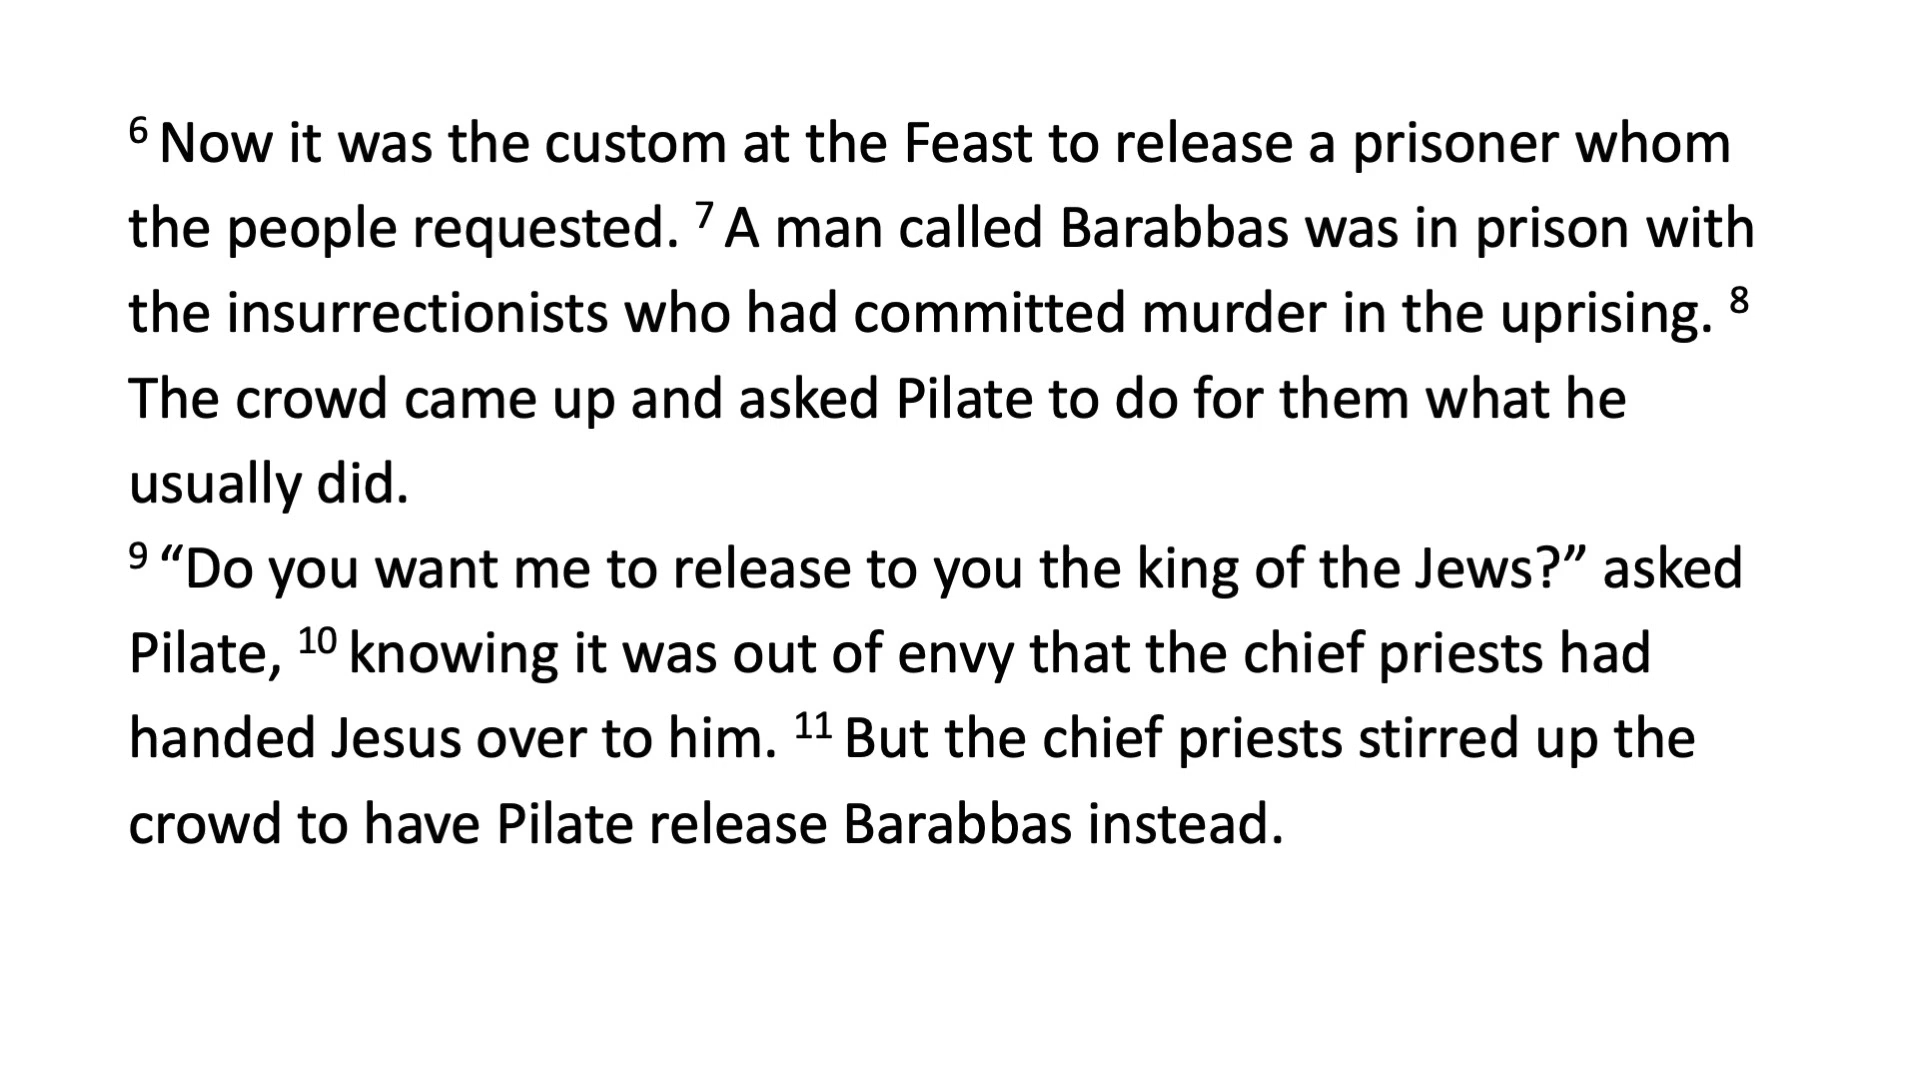 6 Now it was the custom at the Feast to release a prisoner whom
the people requested. 7 A man called Barabbas was in prison with
the insurrectionists who had committed murder in the uprising. 8
The crowd came up and asked Pilate to do for them what he
usually did.
9 “Do you want me to release to you the king of the Jews?” asked
Pilate, 10 knowing it was out of envy that the chief priests had
handed Jesus over to him. 11 But the chief priests stirred up the
crowd to have Pilate release Barabbas instead.